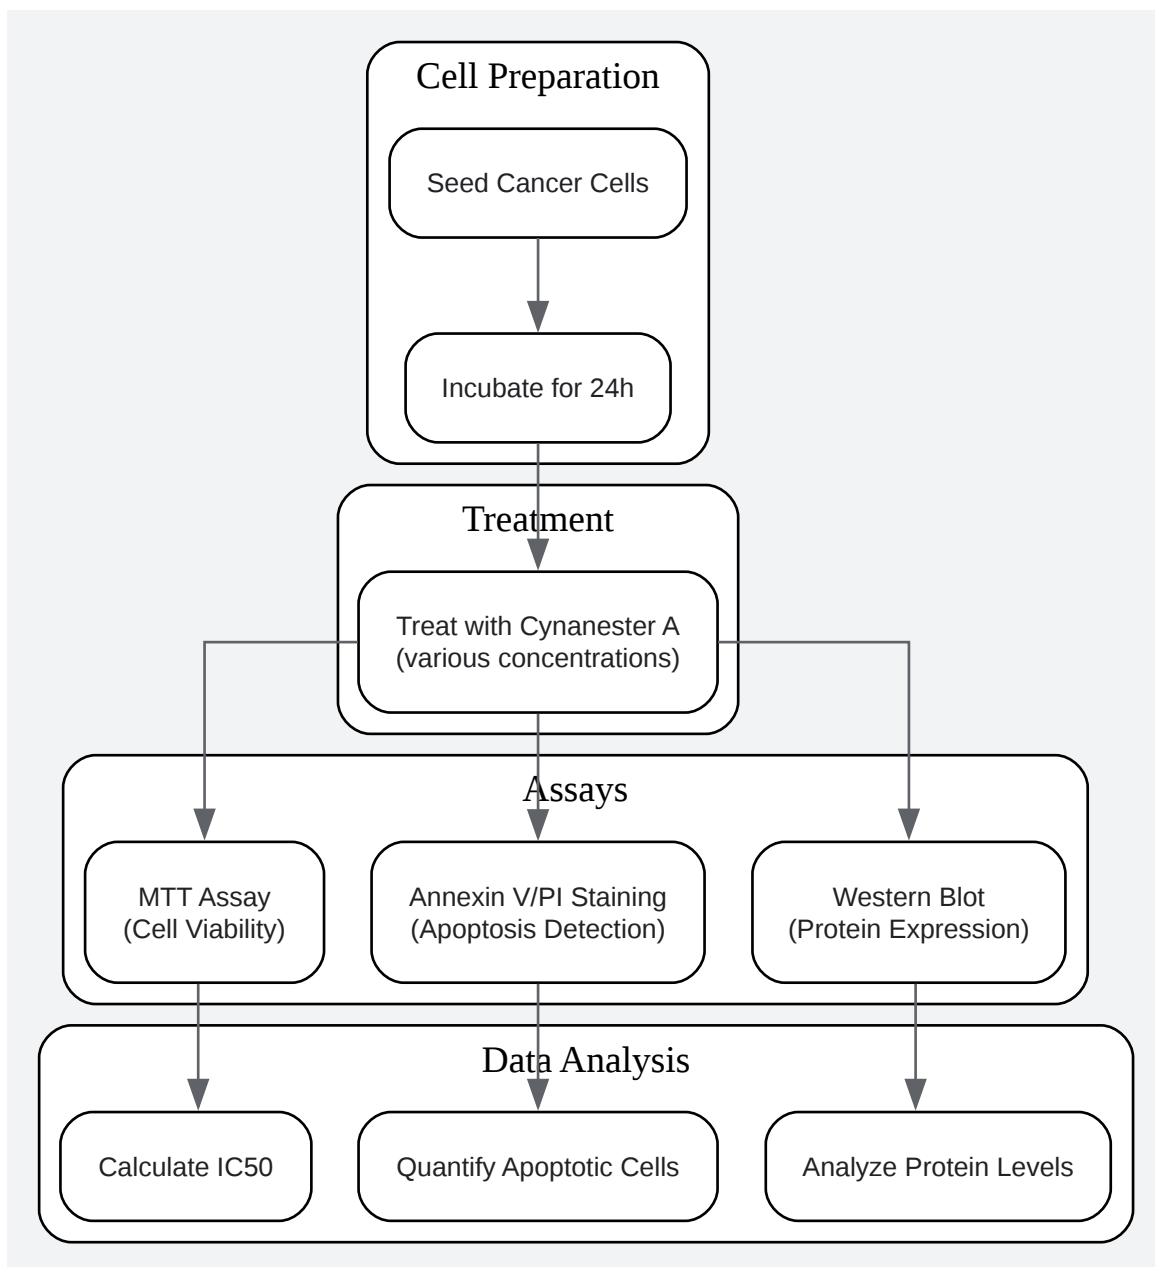 Cell Preparation
Seed Cancer Cells
Incubate for 24h
Treatment
Treat with Cynanester A
(various concentrations)
Assays
MTT Assay
(Cell Viability)
Annexin V/PI Staining
(Apoptosis Detection)
Western Blot
(Protein Expression)
Data Analysis
Calculate IC50
Quantify Apoptotic Cells
Analyze Protein Levels